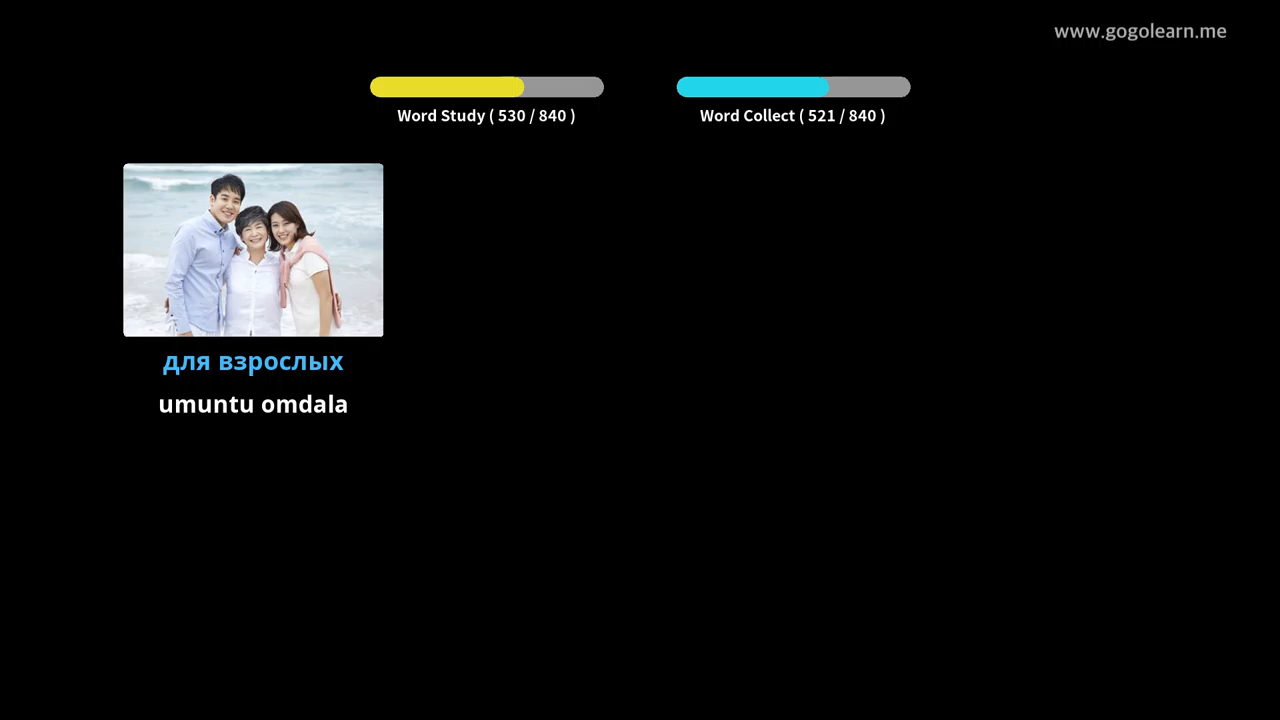 www.gogolearn.me
Word Study ( 530 / 840 )
Word Collect ( 521 / 840 )
для взрослых
umuntu omdala